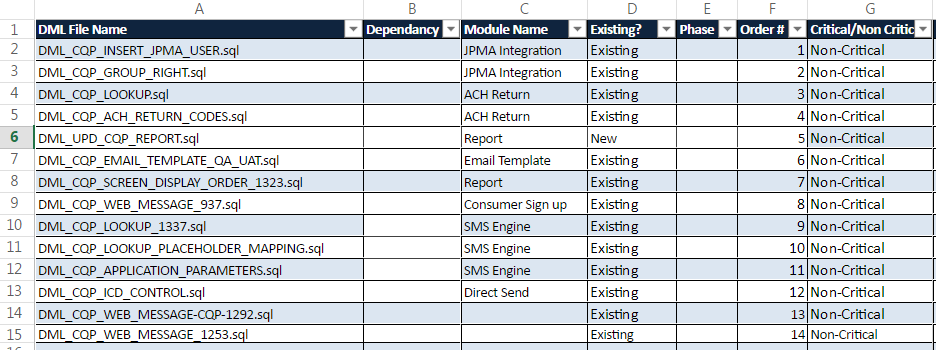 A B C D E F G
1 DML File Name Dependancy Module Name Existing? Phase Order # Critical/Non Critic
2 DML_CQP_INSERT_JPMA_USER.sql JPMA Integration Existing 1 Non-Critical
3 DML_CQP_GROUP_RIGHT.sql JPMA Integration Existing 2 Non-Critical
4 DML_CQP_LOOKUP.sql ACH Return Existing 3 Non-Critical
5 DML_CQP_ACH_RETURN_CODES.sql ACH Return Existing 4 Non-Critical
6 DML_UPD_CQP_REPORT.sql Report New 5 Non-Critical
7 DML_CQP_EMAIL_TEMPLATE_QA_UAT.sql Email Template Existing 6 Non-Critical
8 DML_CQP_SCREEN_DISPLAY_ORDER_1323.sql Report Existing 7 Non-Critical
9 DML_CQP_WEB_MESSAGE_937.sql Consumer Sign up Existing 8 Non-Critical
10 DML_CQP_LOOKUP_1337.sql SMS Engine Existing 9 Non-Critical
11 DML_CQP_LOOKUP_PLACEHOLDER_MAPPING.sql SMS Engine Existing 10 Non-Critical
12 DML_CQP_APPLICATION_PARAMETERS.sql SMS Engine Existing 11 Non-Critical
13 DML_CQP_ICD_CONTROL.sql Direct Send Existing 12 Non-Critical
14 DML_CQP_WEB_MESSAGE-CQP-1292.sql Existing 13 Non-Critical
15 DML_CQP_WEB_MESSAGE_1253.sql Existing 14 Non-Critical